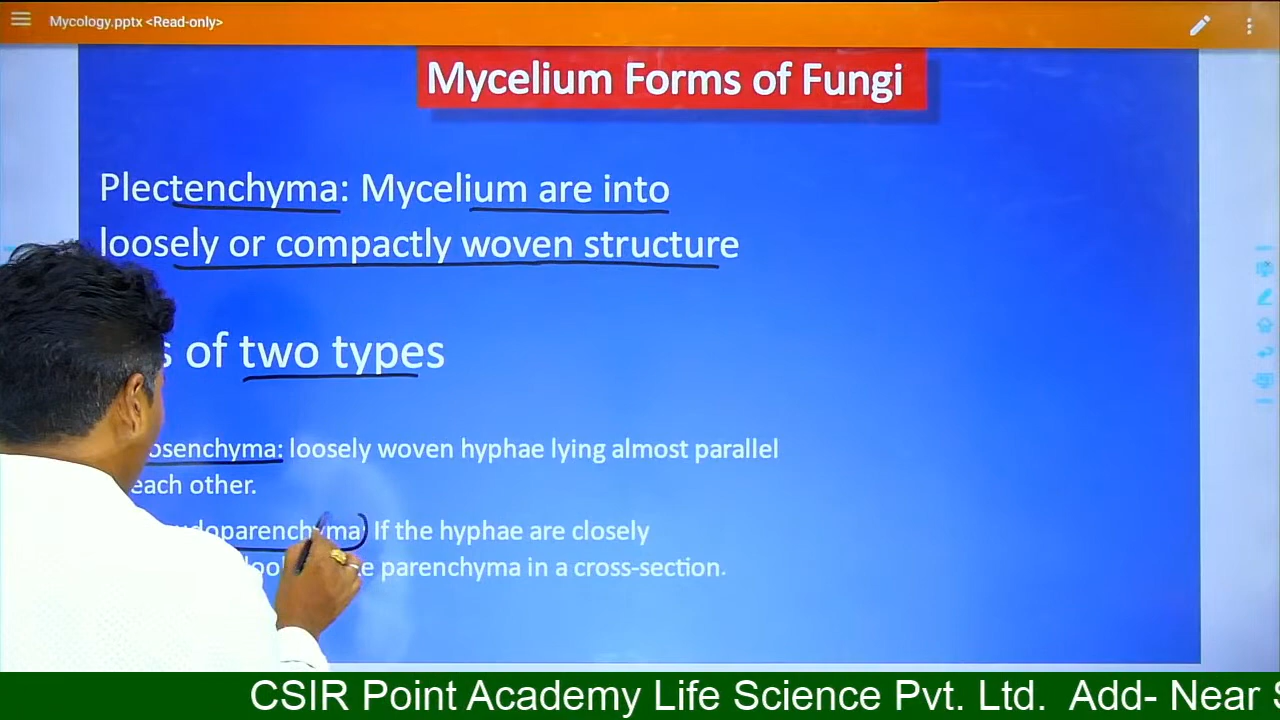 Mycology.pptx <Read-only>
Mycelium Forms of Fungi
Plectenchyma: Mycelium are into
loosely or compactly woven structure
of two types
loosely woven hyphae lying almost parallel
each other.
If the hyphae are closely
parenchyma in a cross-section.
CSIR Point Academy Life Science Pvt. Ltd. Add- Near